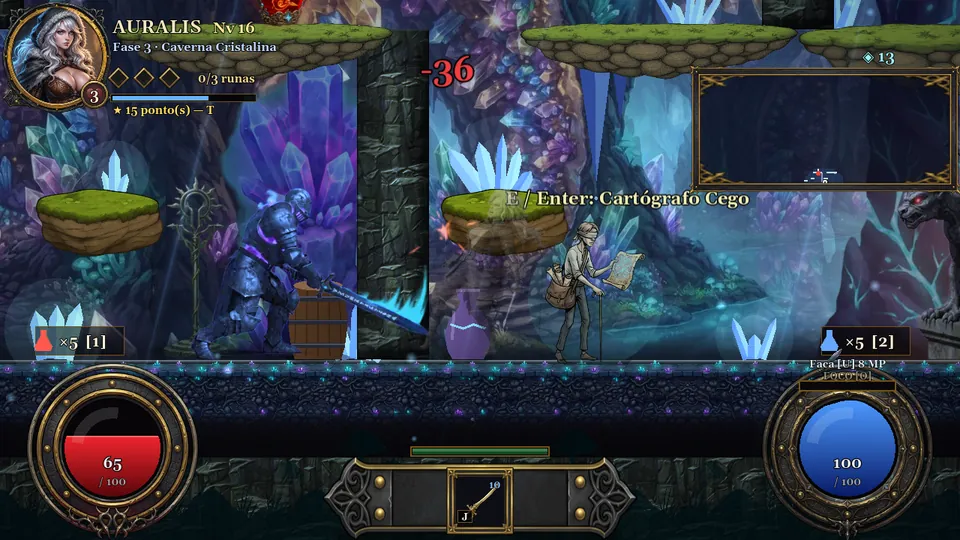 AURALIS Nv 16
Fase 3 · Caverna Cristalina
0/3 runas
3
★ 15 ponto(s) — T
-36
13
E / Enter: Cartógrafo Cego
×5 [1]
×5 [2]
Faca [U] 8 MP
FOCO [O]
65
/ 100
100
/ 100
10
J